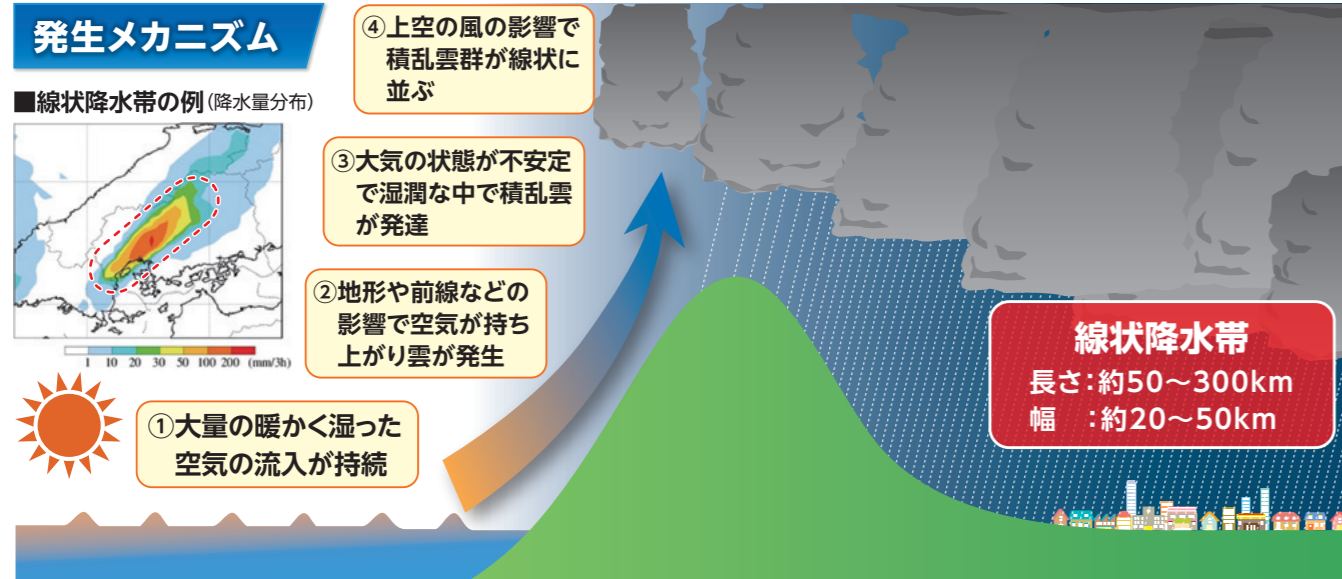 発生メカニズム
■線状降水帯の例(降水量分布)
1 10 20 30 50 100 200 (mm/3h)
④上空の風の影響で
積乱雲群が線状に
並ぶ
③大気の状態が不安定
で湿潤な中で積乱雲
が発達
②地形や前線などの
影響で空気が持ち
上がり雲が発生
①大量の暖かく湿った
空気の流入が持続
線状降水帯
長さ:約50~300km
幅 :約20~50km